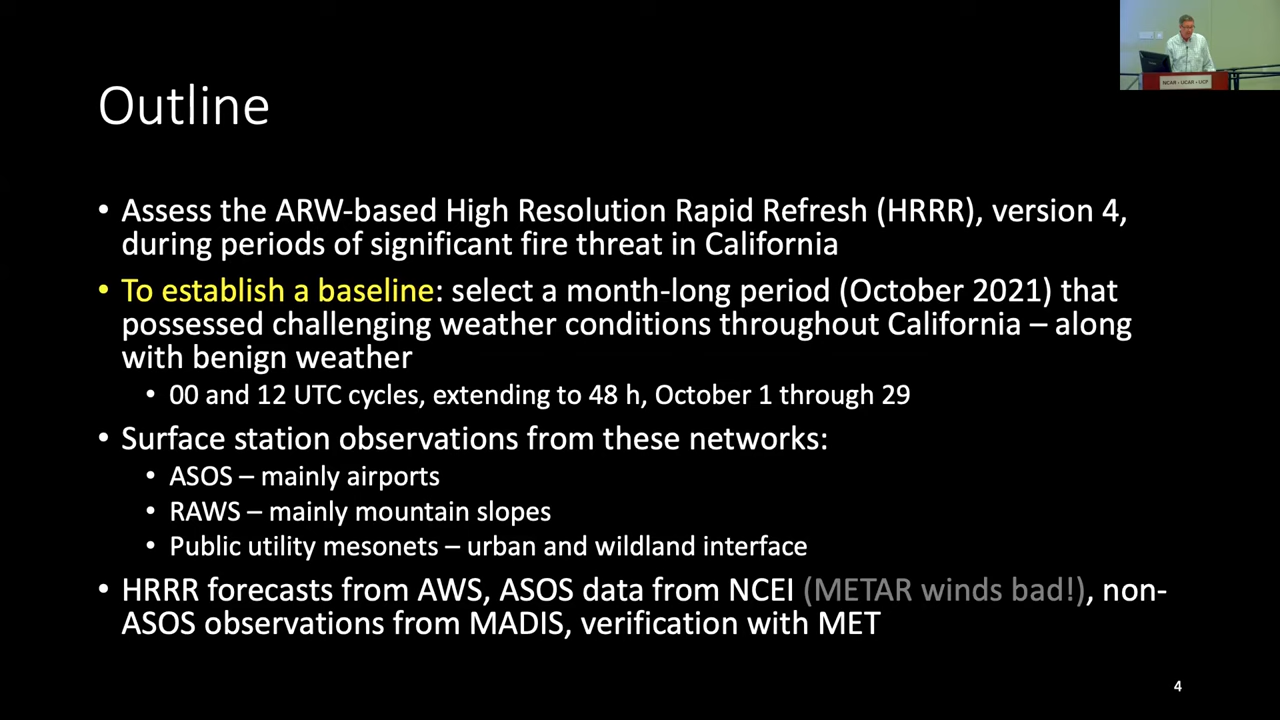 Outline
• Assess the ARW-based High Resolution Rapid Refresh (HRRR), version 4,
during periods of significant fire threat in California
• To establish a baseline: select a month-long period (October 2021) that
possessed challenging weather conditions throughout California – along
with benign weather
• 00 and 12 UTC cycles, extending to 48 h, October 1 through 29
• Surface station observations from these networks:
• ASOS – mainly airports
• RAWS – mainly mountain slopes
• Public utility mesonets – urban and wildland interface
• HRRR forecasts from AWS, ASOS data from NCEI (METAR winds bad!), non-
ASOS observations from MADIS, verification with MET
4
NCAR • UCAR • UCP